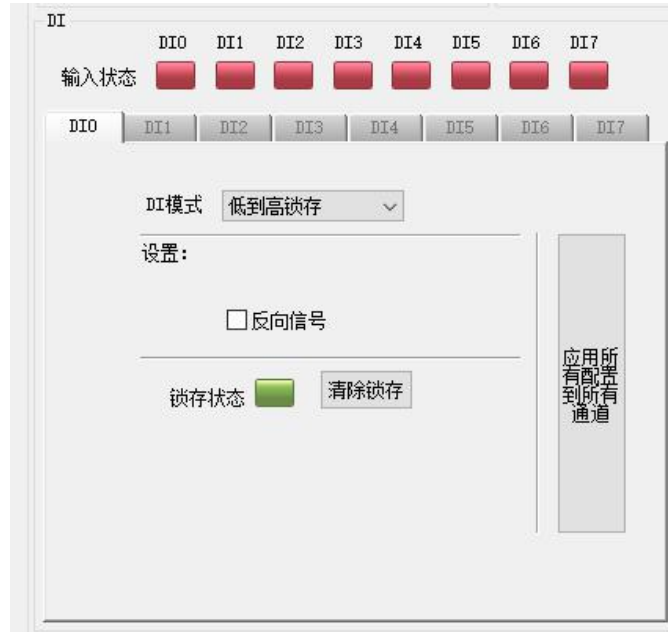 DI
DI0 DI1 DI2 DI3 DI4 DI5 DI6 DI7
输入状态
DI0 DI1 DI2 DI3 DI4 DI5 DI6 DI7
DI模式 低到高锁存
设置：
反向信号
锁存状态 清除锁存
应用所
有配置
到所有
通道